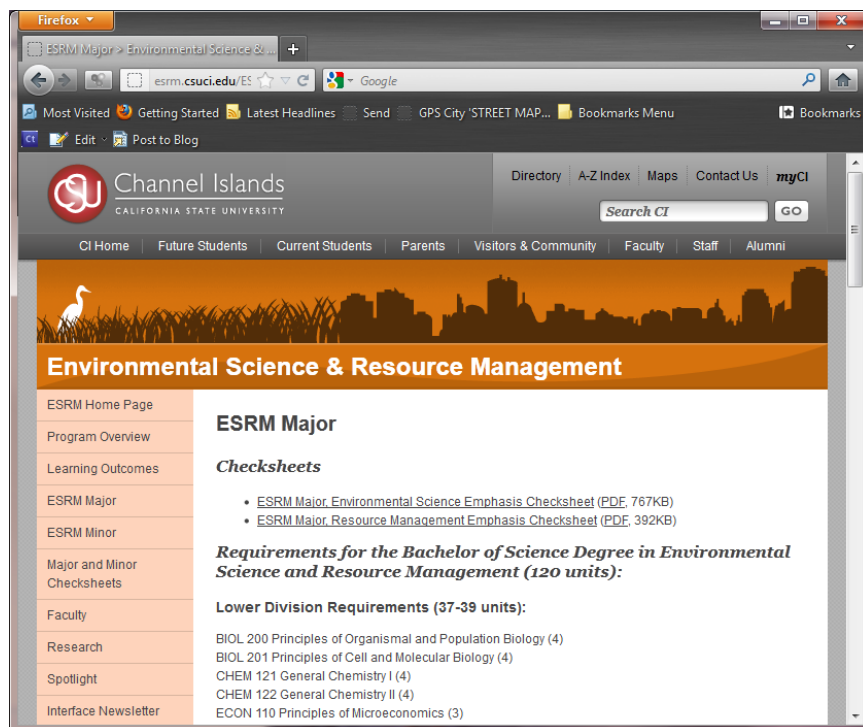 Firefox
ESRM Major > Environmental Science & ...
esrm.csuci.edu/ES
Google
Most Visited Getting Started Latest Headlines Send GPS City 'STREET MAP... Bookmarks Menu Bookmarks
Ct Edit Post to Blog
CSU Channel Islands
CALIFORNIA STATE UNIVERSITY
Directory A-Z Index Maps Contact Us myCI
Search CI GO
CI Home Future Students Current Students Parents Visitors & Community Faculty Staff Alumni
Environmental Science & Resource Management
ESRM Home Page
Program Overview
Learning Outcomes
ESRM Major
ESRM Minor
Major and Minor
Checksheets
Faculty
Research
Spotlight
Interface Newsletter
ESRM Major
Checksheets
ESRM Major, Environmental Science Emphasis Checksheet (PDF, 767KB)
ESRM Major, Resource Management Emphasis Checksheet (PDF, 392KB)
Requirements for the Bachelor of Science Degree in Environmental
Science and Resource Management (120 units):
Lower Division Requirements (37-39 units):
BIOL 200 Principles of Organismal and Population Biology (4)
BIOL 201 Principles of Cell and Molecular Biology (4)
CHEM 121 General Chemistry I (4)
CHEM 122 General Chemistry II (4)
ECON 110 Principles of Microeconomics (3)